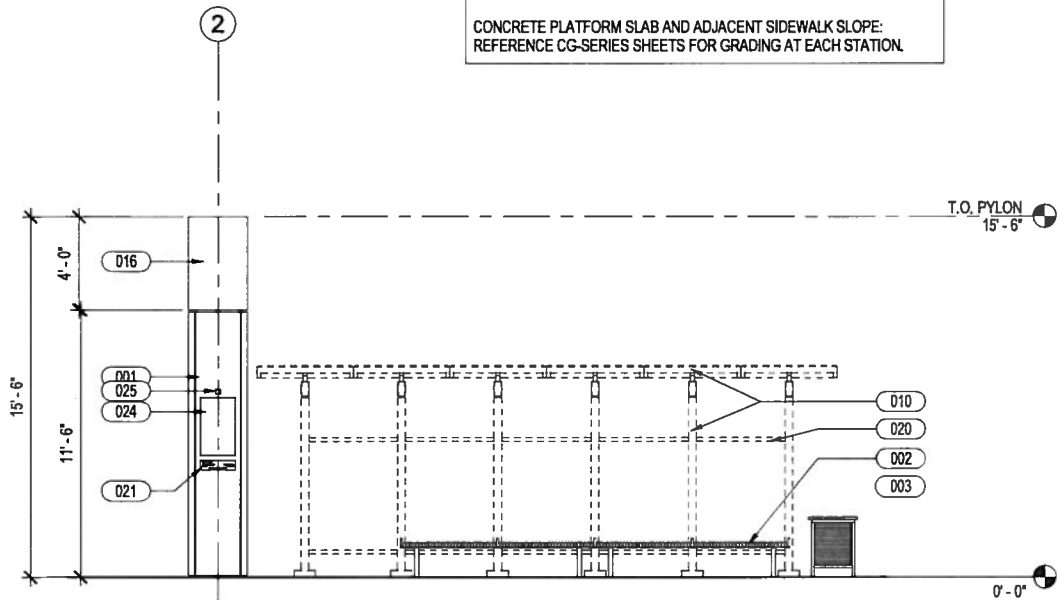 CONCRETE PLATFORM SLAB AND ADJACENT SIDEWALK SLOPE:
REFERENCE CG-SERIES SHEETS FOR GRADING AT EACH STATION.
2
T.O. PYLON
15' - 6"
016
4' - 0"
001
025
024
15' - 6"
11' - 6"
021
010
020
002
003
0' - 0"